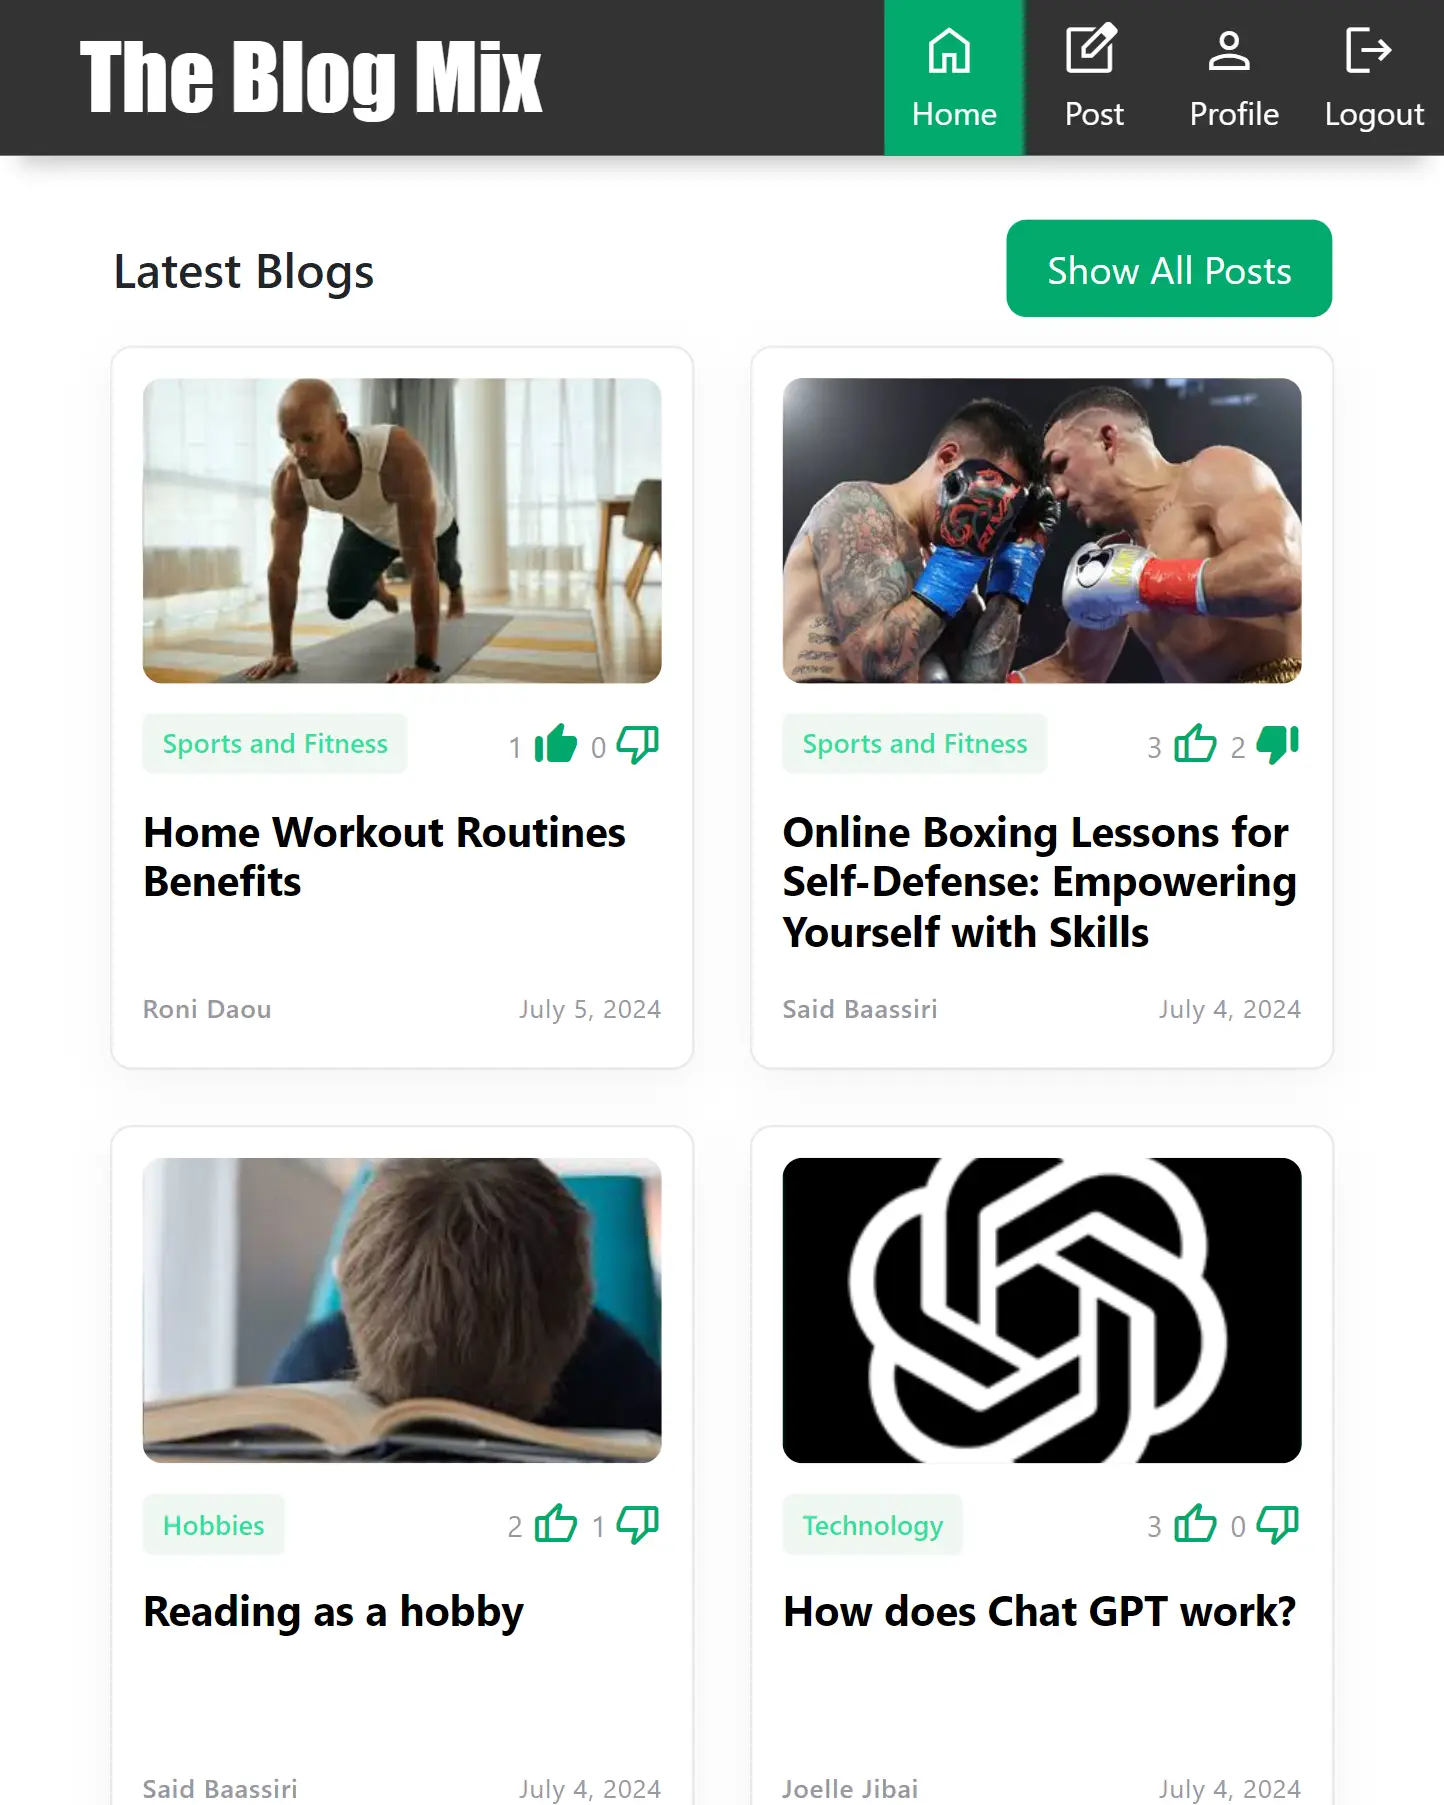 The Blog Mix
Home
Post
Profile
Logout
Latest Blogs
Show All Posts
Sports and Fitness
1
0
Home Workout Routines
Benefits
Roni Daou
July 5, 2024
Sports and Fitness
3
2
Online Boxing Lessons for
Self-Defense: Empowering
Yourself with Skills
Said Baassiri
July 4, 2024
Hobbies
2
1
Reading as a hobby
Said Baassiri
July 4, 2024
Technology
3
0
How does Chat GPT work?
Joelle Jibai
July 4, 2024